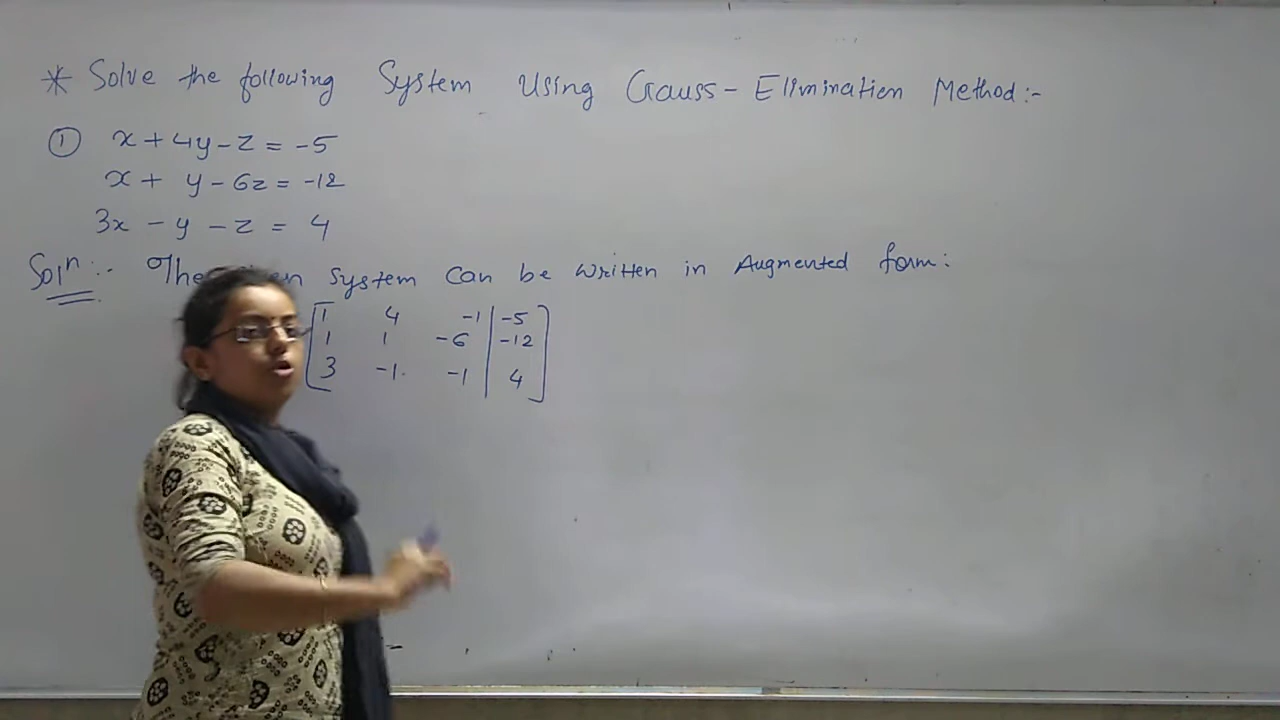 * Solve the following System Using Gauss-Elimination Method:-
① x + 4y - z = -5
x + y - 6z = -12
3x - y - z = 4
Solⁿ:- The System can be written in Augmented form:
1 4 -1 | -5
1 1 -6 | -12
3 -1 -1 | 4